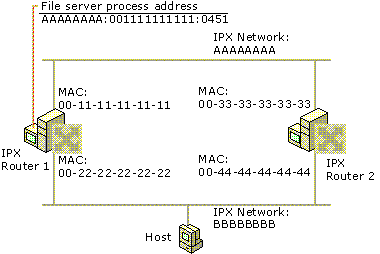 File server process address
AAAAAAAA:001111111111:0451
IPX Network:
AAAAAAAA
MAC:
00-11-11-11-11-11
MAC:
00-33-33-33-33-33
IPX
Router 1
MAC:
00-22-22-22-22-22
MAC:
00-44-44-44-44-44
IPX
Router 2
IPX Network:
BBBBBBBB
Host